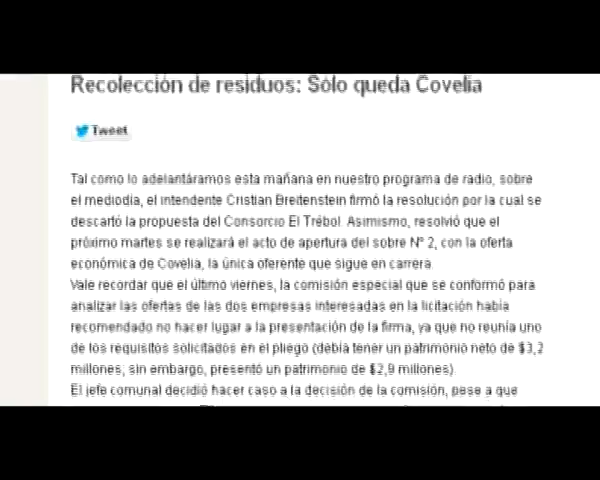 Recolección de residuos: Sólo queda Covelia
Tweet
Tal como lo adelantáramos esta mañana en nuestro programa de radio, sobre
el mediodía, el intendente Cristian Breitenstein firmó la resolución por la cual se
descartó la propuesta del Consorcio El Trébol. Asimismo, resolvió que el
próximo martes se realizará el acto de apertura del sobre N° 2, con la oferta
económica de Covelia, la única oferente que sigue en carrera.
Vale recordar que el último viernes, la comisión especial que se conformó para
analizar las ofertas de las dos empresas interesadas en la licitación había
recomendado no hacer lugar a la presentación de la firma, ya que no reunía uno
de los requisitos solicitados en el pliego (debía tener un patrimonio neto de $3,2
millones, sin embargo, presentó un patrimonio de $2,9 millones).
El jefe comunal decidió hacer caso a la decisión de la comisión, pese a que